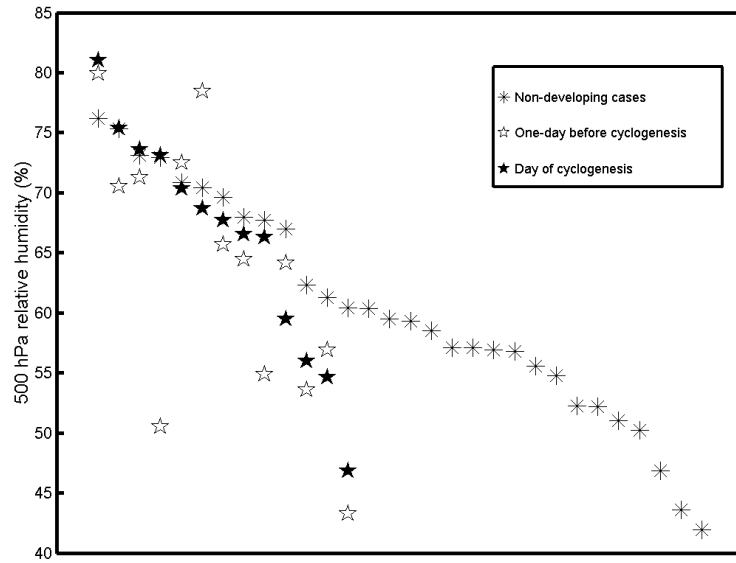 85
80
75
70
65
60
55
50
45
40
500 hPa relative humidity (%)
Non-developing cases
One-day before cyclogenesis
Day of cyclogenesis